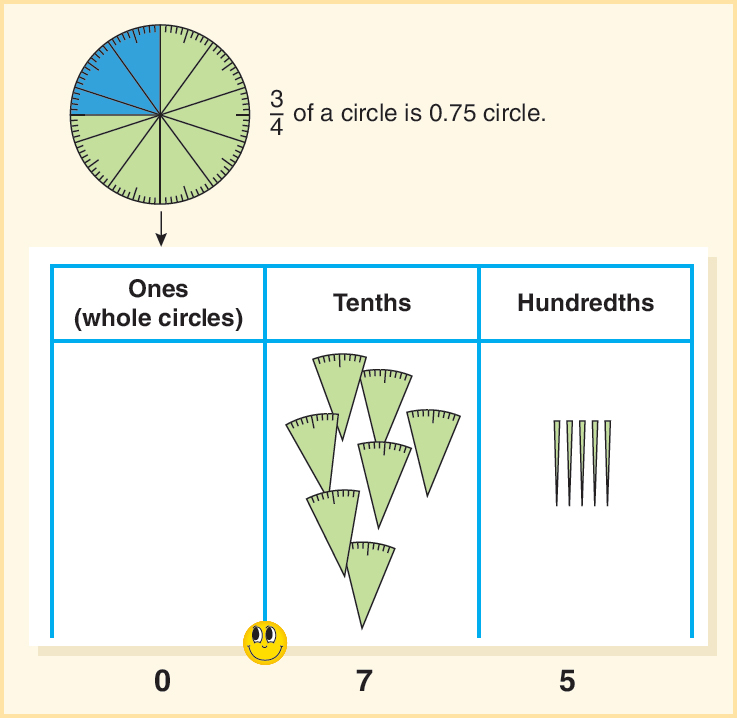 3/4 of a circle is 0.75 circle.
Ones
(whole circles)
Tenths
Hundredths
0 7 5